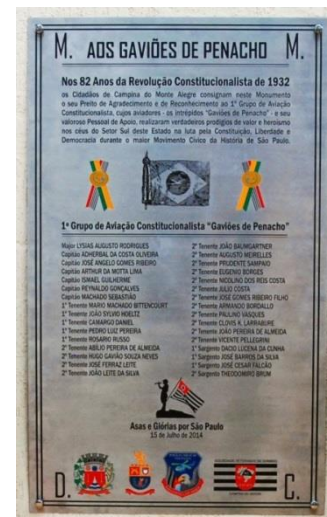 M. AOS GAVIÕES DE PENACHO M.
Nos 82 Anos da Revolução Constitucionalista de 1932
os Cidadãos de Campina do Monte Alegre consignam neste Monumento
o seu Preito de Agradecimento e de Reconhecimento ao 1º Grupo de Aviação
Constitucionalista, cujos aviadores - os intrépidos "Gaviões de Penacho" - e seu
valoroso Pessoal de Apoio, realizaram verdadeiros prodígios de valor e heroísmo
nos céus do Setor Sul deste Estado na luta pela Constituição, Liberdade e
Democracia durante o maior Movimento Cívico da História de São Paulo.
1º Grupo de Aviação Constitucionalista "Gaviões de Penacho"
Major LYSIAS AUGUSTO RODRIGUES
Capitão ADHERBAL DA COSTA OLIVEIRA
Capitão JOSÉ ANGELO GOMES RIBEIRO
Capitão ARTHUR DA MOTTA LIMA
Capitão ISMAEL GUILHERME
Capitão REYNALDO GONÇALVES
Capitão MACHADO SEBASTIÃO
1º Tenente MARIO MACHADO BITTENCOURT
1º Tenente JOÃO SYLVIO HOELTZ
1º Tenente CAMARGO DANIEL
1º Tenente PEDRO LUZ PEREIRA
1º Tenente ROSARIO RUSSO
2º Tenente ABÍLIO PEREIRA DE ALMEIDA
2º Tenente HUGO GAVIÃO SOUZA NEVES
2º Tenente JOSÉ FERRAZ LEITE
2º Tenente JOÃO LEITE DA SILVA
2º Tenente JOÃO BAUMGARTNER
2º Tenente AUGUSTO MEIRELLES
2º Tenente PRUDENTE SAMPAIO
2º Tenente EUGENIO BORGES
2º Tenente NICOLINO DOS REIS COSTA
2º Tenente JULIO COSTA
2º Tenente JOSÉ GOMES RIBEIRO FILHO
2º Tenente ARMANDO BORDALLO
2º Tenente PAULINO VASQUES
2º Tenente CLOVIS K. LARRABURE
2º Tenente JOÃO PEREIRA DE ALMEIDA
2º Tenente VICENTE PELLEGRINI
1º Sargento DACIO LUCENA DA CUNHA
1º Sargento JOSÉ BARROS DA SILVA
1º Sargento JOSÉ CESAR FALCÃO
2º Sargento THEODOMIRO BRUM
Asas e Glórias por São Paulo
15 de Julho de 2014
D. C.